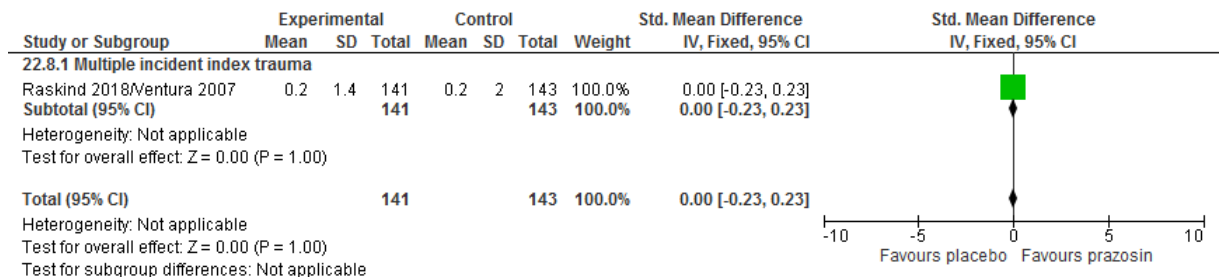 Experimental Control Std. Mean Difference Std. Mean Difference
Study or Subgroup Mean SD Total Mean SD Total Weight IV, Fixed, 95% CI IV, Fixed, 95% CI
22.8.1 Multiple incident index trauma
Raskind 2018/Ventura 2007 0.2 1.4 141 0.2 2 143 100.0% 0.00 [-0.23, 0.23]
Subtotal (95% CI) 141 143 100.0% 0.00 [-0.23, 0.23]
Heterogeneity: Not applicable
Test for overall effect: Z = 0.00 (P = 1.00)
Total (95% CI) 141 143 100.0% 0.00 [-0.23, 0.23]
Heterogeneity: Not applicable
Test for overall effect: Z = 0.00 (P = 1.00)
Test for subgroup differences: Not applicable
-10 -5 0 5 10
Favours placebo Favours prazosin